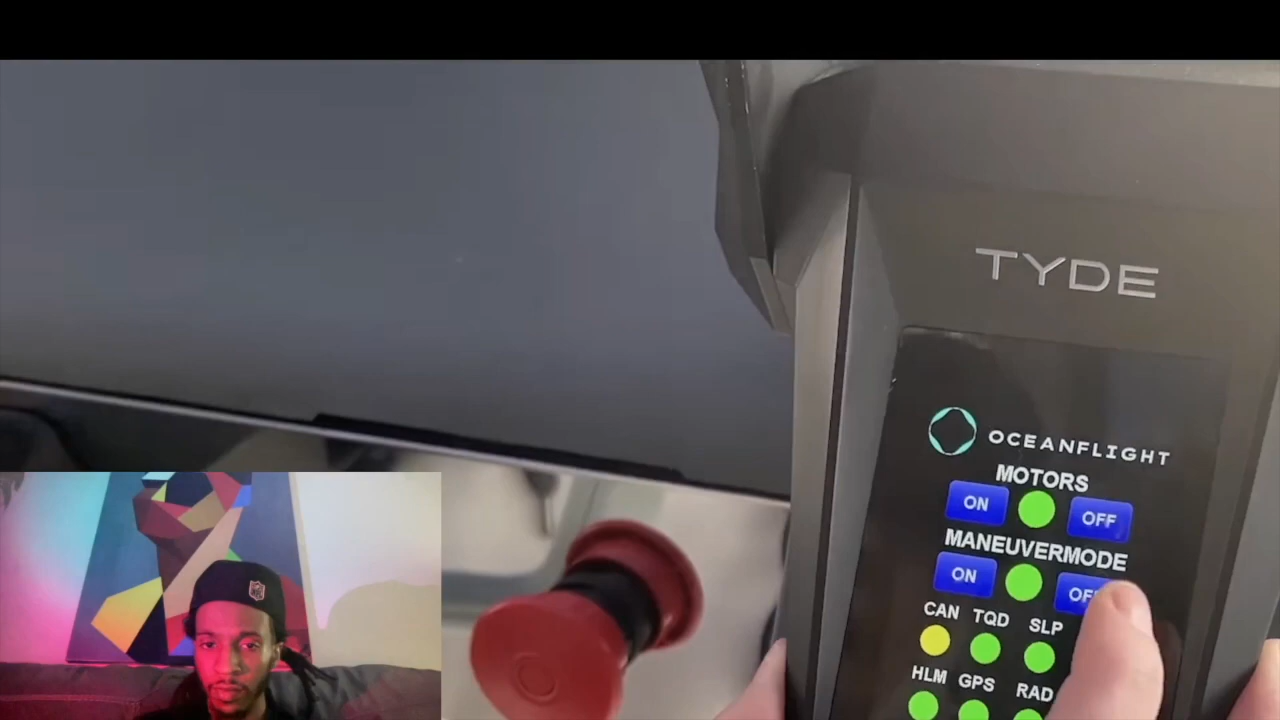 TYDE
OCEANFLIGHT
MOTORS
ON OFF
MANEUVERMODE
ON
CAN TQD SLP
HLM GPS RAD